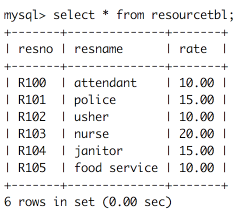 mysql> select * from resourcetbl;
+-------+--------------+-------+
| resno | resname      | rate  |
+-------+--------------+-------+
| R100  | attendant    | 10.00 |
| R101  | police       | 15.00 |
| R102  | usher        | 10.00 |
| R103  | nurse        | 20.00 |
| R104  | janitor      | 15.00 |
| R105  | food service | 10.00 |
+-------+--------------+-------+
6 rows in set (0.00 sec)